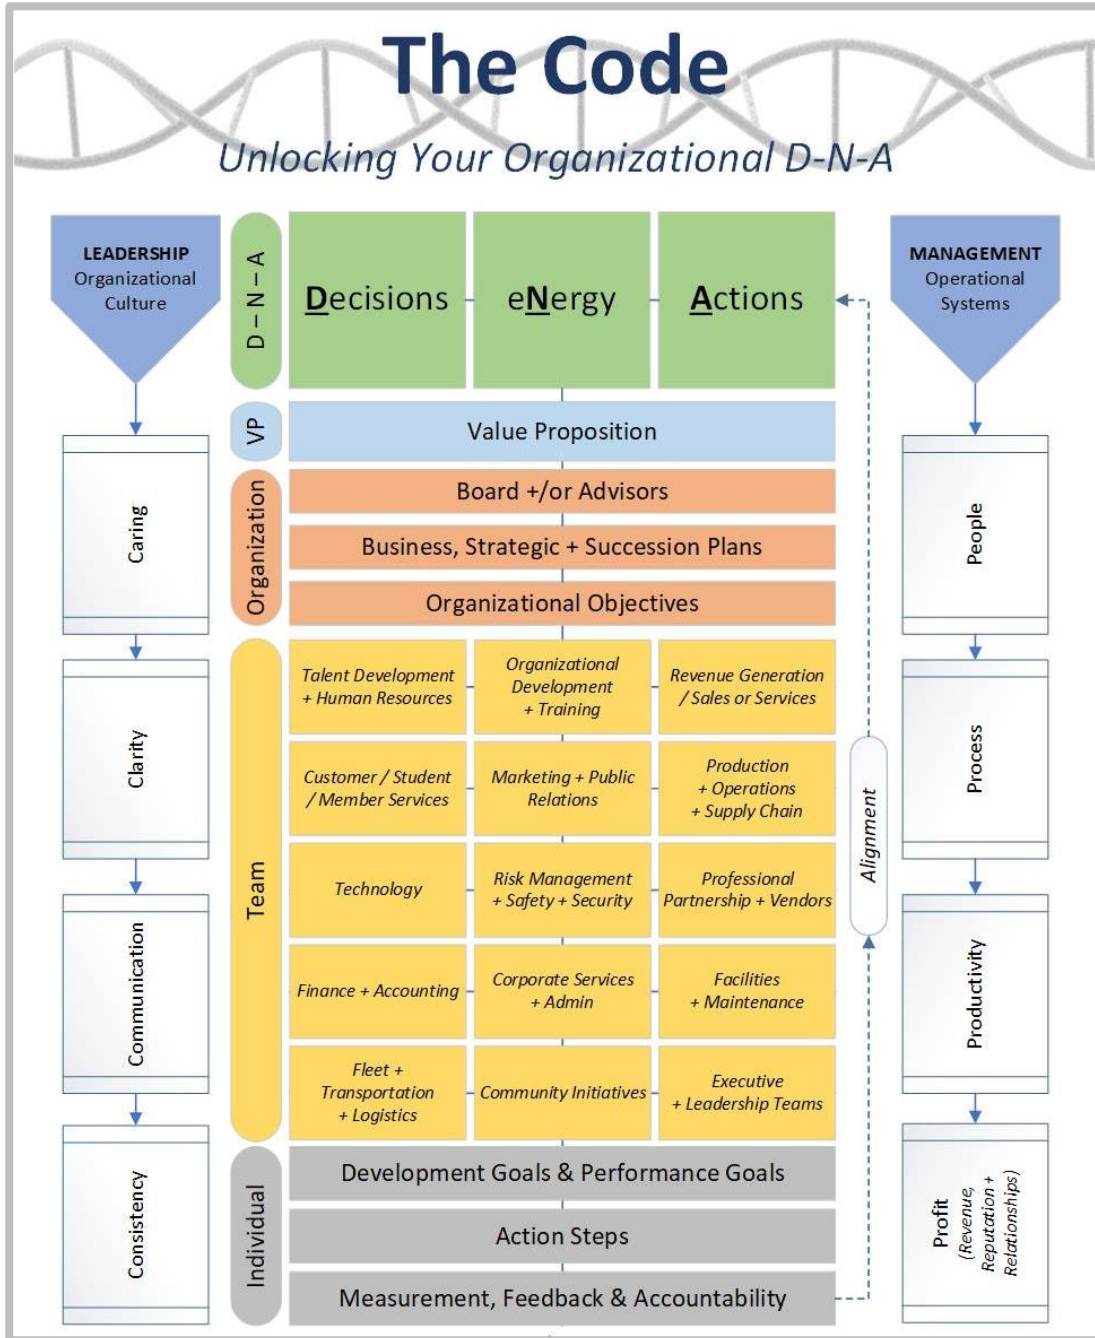 The Code
Unlocking Your Organizational D-N-A
LEADERSHIP
Organizational
Culture
Caring
Clarity
Communication
Consistency
D – N – A
Decisions
eNergy
Actions
VP
Value Proposition
Organization
Board +/or Advisors
Business, Strategic + Succession Plans
Organizational Objectives
Team
Talent Development
+ Human Resources
Organizational
Development
+ Training
Revenue Generation
/ Sales or Services
Customer / Student
/ Member Services
Marketing + Public
Relations
Production
+ Operations
+ Supply Chain
Technology
Risk Management
+ Safety + Security
Professional
Partnership + Vendors
Finance + Accounting
Corporate Services
+ Admin
Facilities
+ Maintenance
Fleet +
Transportation
+ Logistics
Community Initiatives
Executive
+ Leadership Teams
Individual
Development Goals & Performance Goals
Action Steps
Measurement, Feedback & Accountability
Alignment
MANAGEMENT
Operational
Systems
People
Process
Productivity
Profit
(Revenue,
Reputation +
Relationships)